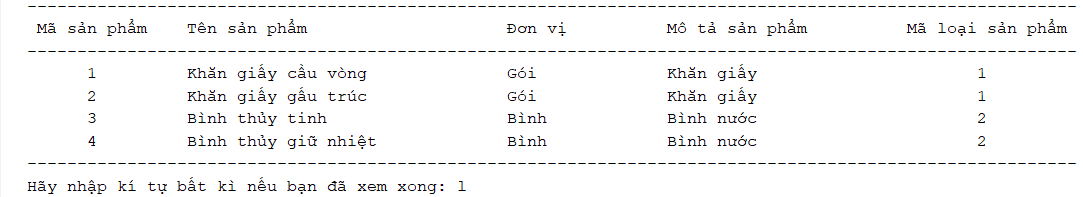 Mã sản phẩm Tên sản phẩm Đơn vị Mô tả sản phẩm Mã loại sản phẩm
1 Khăn giấy cầu vòng Gói Khăn giấy 1
2 Khăn giấy gấu trúc Gói Khăn giấy 1
3 Bình thủy tinh Bình Bình nước 2
4 Bình thủy giữ nhiệt Bình Bình nước 2
Hãy nhập kí tự bất kì nếu bạn đã xem xong: l